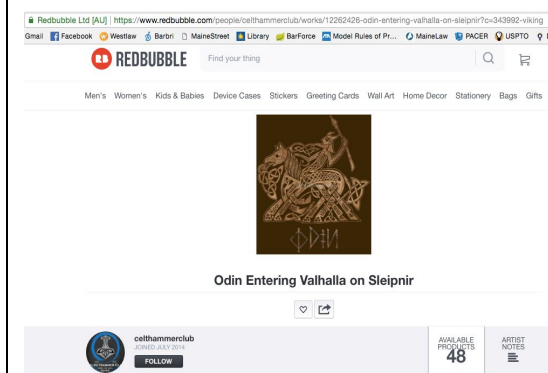 Redbubble Ltd [AU] | https://www.redbubble.com/people/celthammerclub/works/12262426-odin-entering-valhalla-on-sleipnir?c=343992-viking
Gmail Facebook Westlaw Barbri MaineStreet Library BarForce Model Rules of Pr... MaineLaw PACER USPTO
RB REDBUBBLE Find your thing
Men's Women's Kids & Babies Device Cases Stickers Greeting Cards Wall Art Home Decor Stationery Bags Gifts
Odin Entering Valhalla on Sleipnir
celthammerclub
JOINED JULY 2014
FOLLOW
AVAILABLE
PRODUCTS
48
ARTIST
NOTES